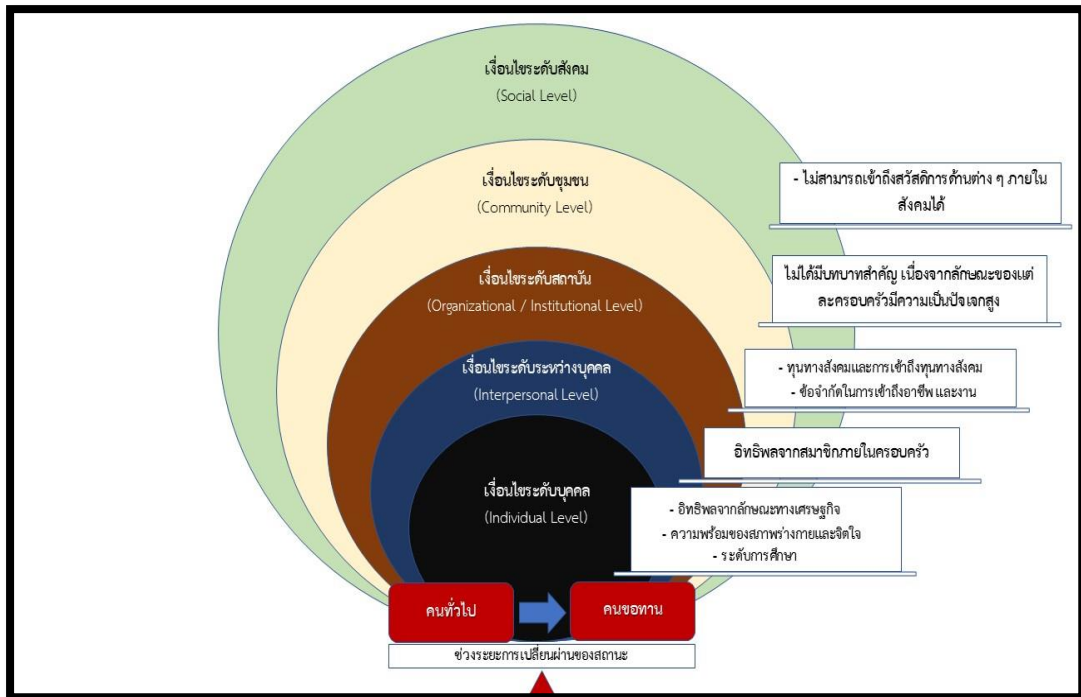 เงื่อนไขระดับสังคม
(Social Level)
เงื่อนไขระดับชุมชน
(Community Level)
- ไม่สามารถเข้าถึงสวัสดิการด้านต่าง ๆ ภายใน
สังคมได้
เงื่อนไขระดับสถาบัน
(Organizational / Institutional Level)
ไม่ได้มีบทบาทสำคัญ เนื่องจากลักษณะของแต่
ละครอบครัวมีความเป็นปัจเจกสูง
เงื่อนไขระดับระหว่างบุคคล
(Interpersonal Level)
- ทุนทางสังคมและการเข้าถึงทุนทางสังคม
- ข้อจำกัดในการเข้าถึงอาชีพ และงาน
อิทธิพลจากสมาชิกภายในครอบครัว
เงื่อนไขระดับบุคคล
(Individual Level)
- อิทธิพลจากลักษณะทางเศรษฐกิจ
- ความพร้อมของสภาพร่างกายและจิตใจ
- ระดับการศึกษา
คนทั่วไป
คนขอทาน
ช่วงระยะการเปลี่ยนผ่านของสถานะ